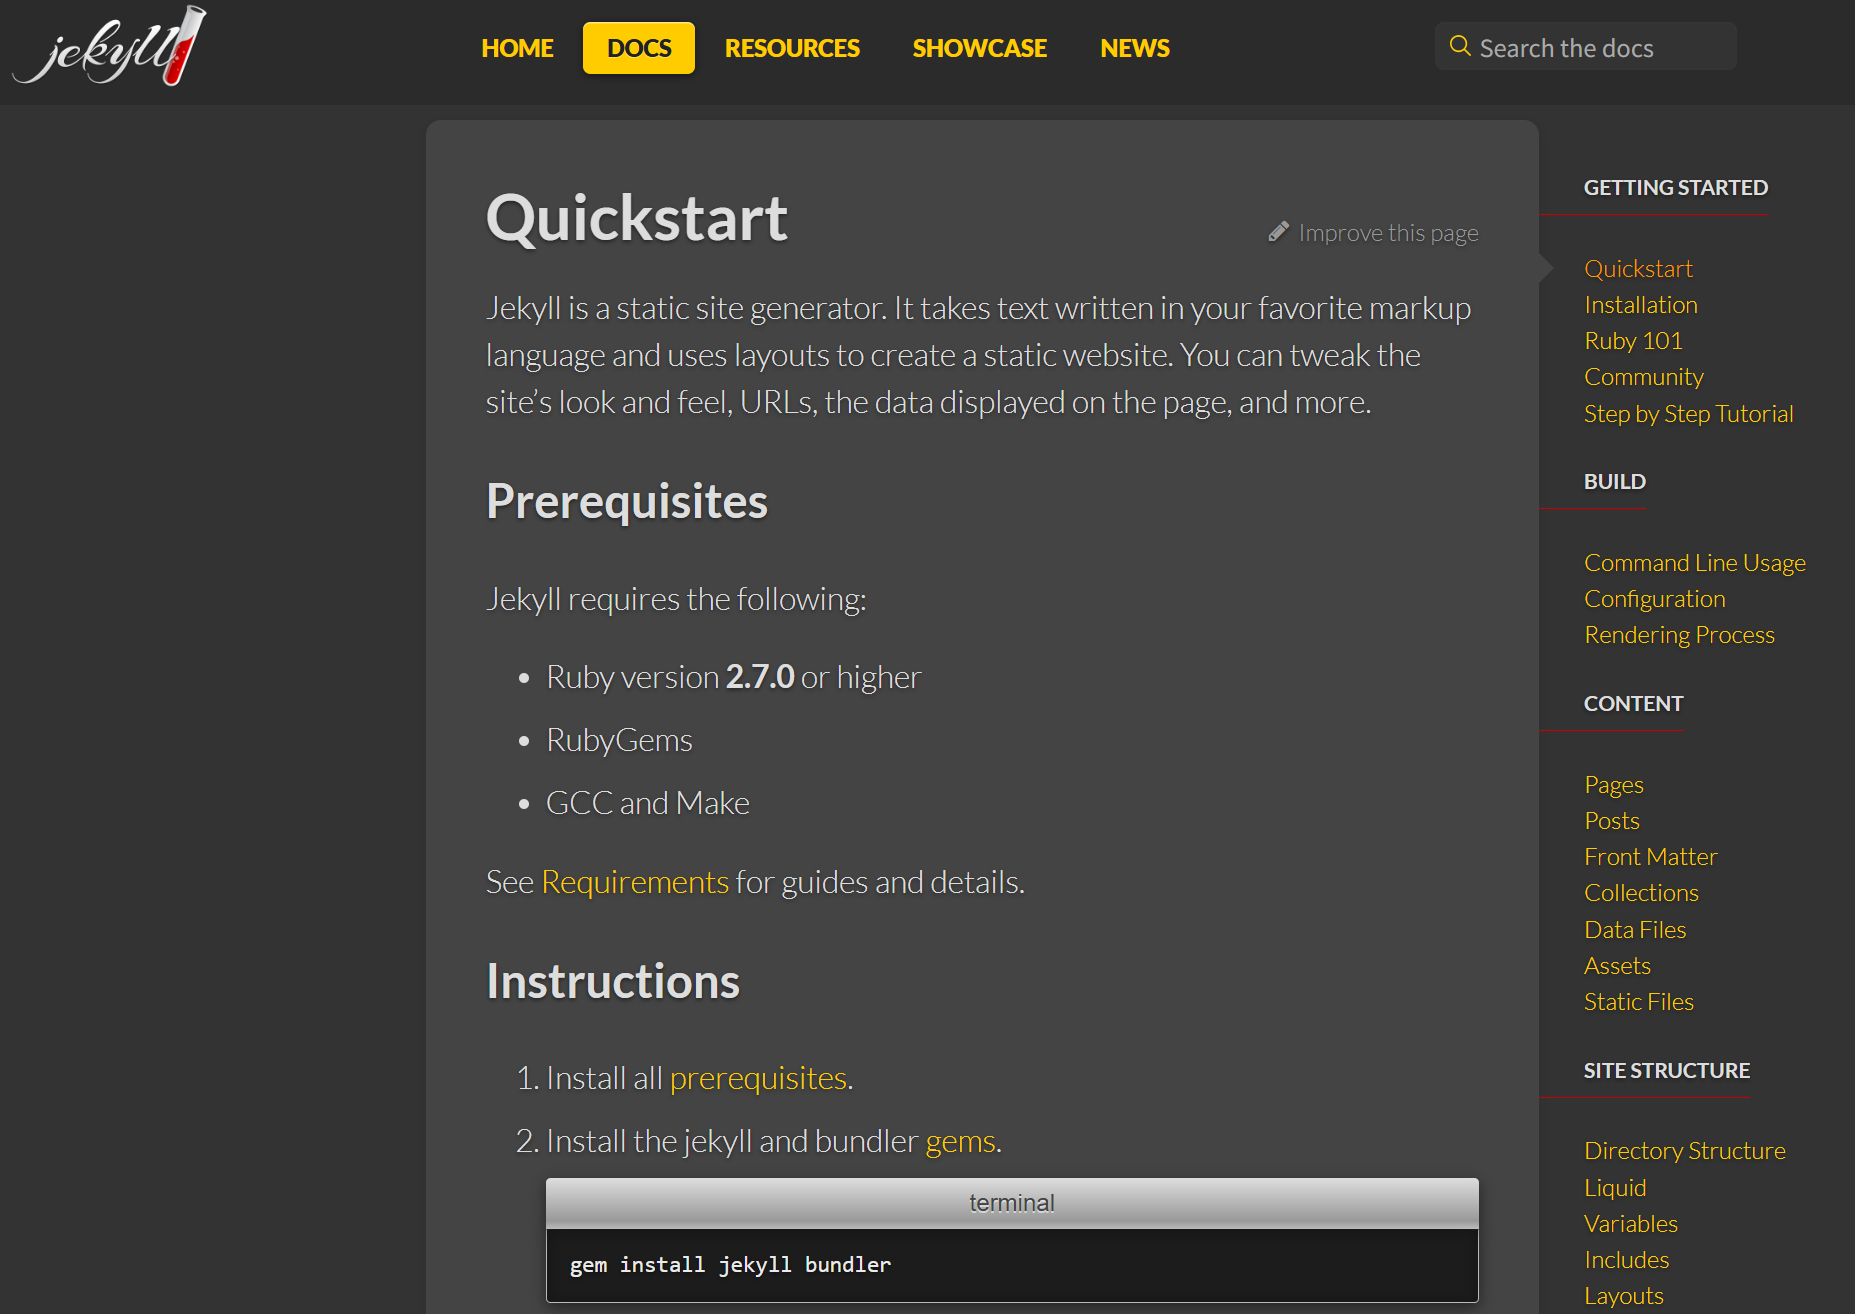 jekyll
HOME
DOCS
RESOURCES
SHOWCASE
NEWS
Search the docs
Quickstart
Improve this page
Jekyll is a static site generator. It takes text written in your favorite markup
language and uses layouts to create a static website. You can tweak the
site’s look and feel, URLs, the data displayed on the page, and more.
Prerequisites
Jekyll requires the following:
• Ruby version 2.7.0 or higher
• RubyGems
• GCC and Make
See Requirements for guides and details.
Instructions
1. Install all prerequisites.
2. Install the jekyll and bundler gems.
terminal
gem install jekyll bundler
GETTING STARTED
Quickstart
Installation
Ruby 101
Community
Step by Step Tutorial
BUILD
Command Line Usage
Configuration
Rendering Process
CONTENT
Pages
Posts
Front Matter
Collections
Data Files
Assets
Static Files
SITE STRUCTURE
Directory Structure
Liquid
Variables
Includes
Layouts